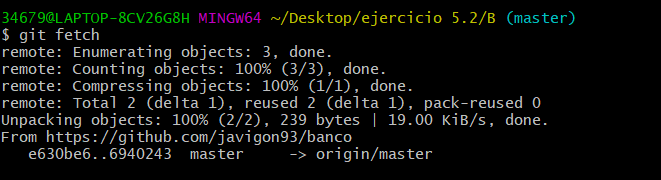 34679@LAPTOP-8CV26G8H MINGW64 ~/Desktop/ejercicio 5.2/B (master)
$ git fetch
remote: Enumerating objects: 3, done.
remote: Counting objects: 100% (3/3), done.
remote: Compressing objects: 100% (1/1), done.
remote: Total 2 (delta 1), reused 2 (delta 1), pack-reused 0
Unpacking objects: 100% (2/2), 239 bytes | 19.00 KiB/s, done.
From https://github.com/javigon93/banco
   e630be6..6940243  master     -> origin/master